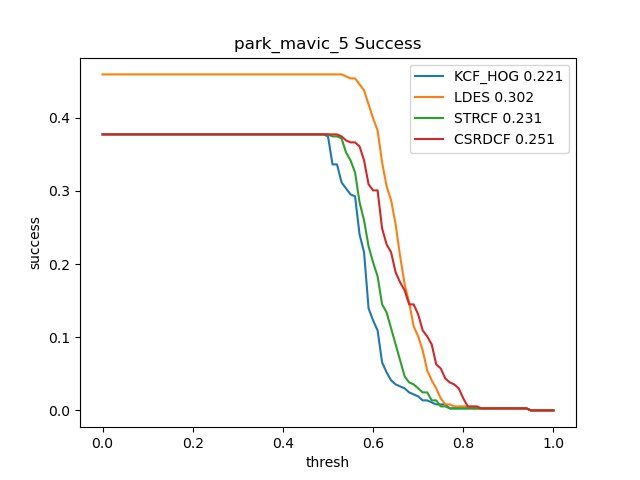 park_mavic_5 Success
KCF_HOG 0.221
LDES 0.302
STRCF 0.231
CSRDCF 0.251
success
0.4
0.3
0.2
0.1
0.0
0.0 0.2 0.4 0.6 0.8 1.0
thresh